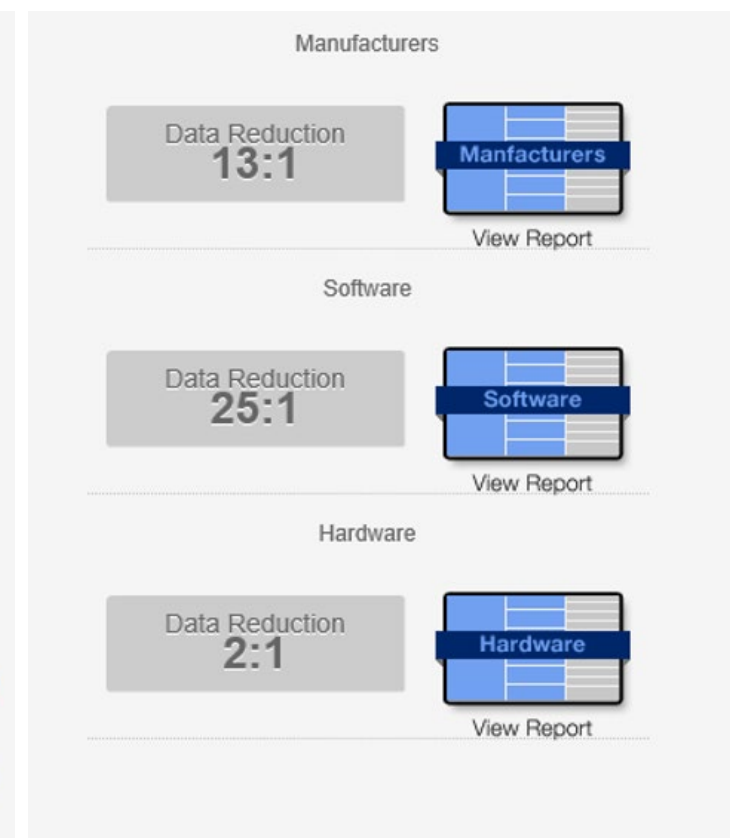 Manufacturers
Data Reduction
13:1
Manfacturers
View Report
Software
Data Reduction
25:1
Software
View Report
Hardware
Data Reduction
2:1
Hardware
View Report